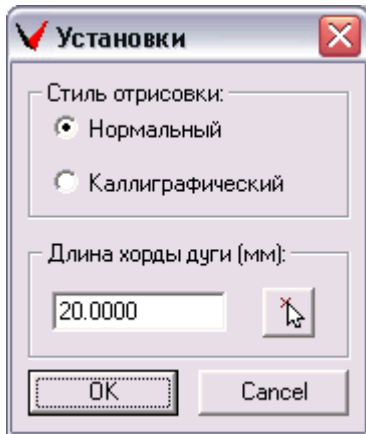 Установки
Стиль отрисовки:
Нормальный
Каллиграфический
Длина хорды дуги (мм):
20.0000
OK Cancel